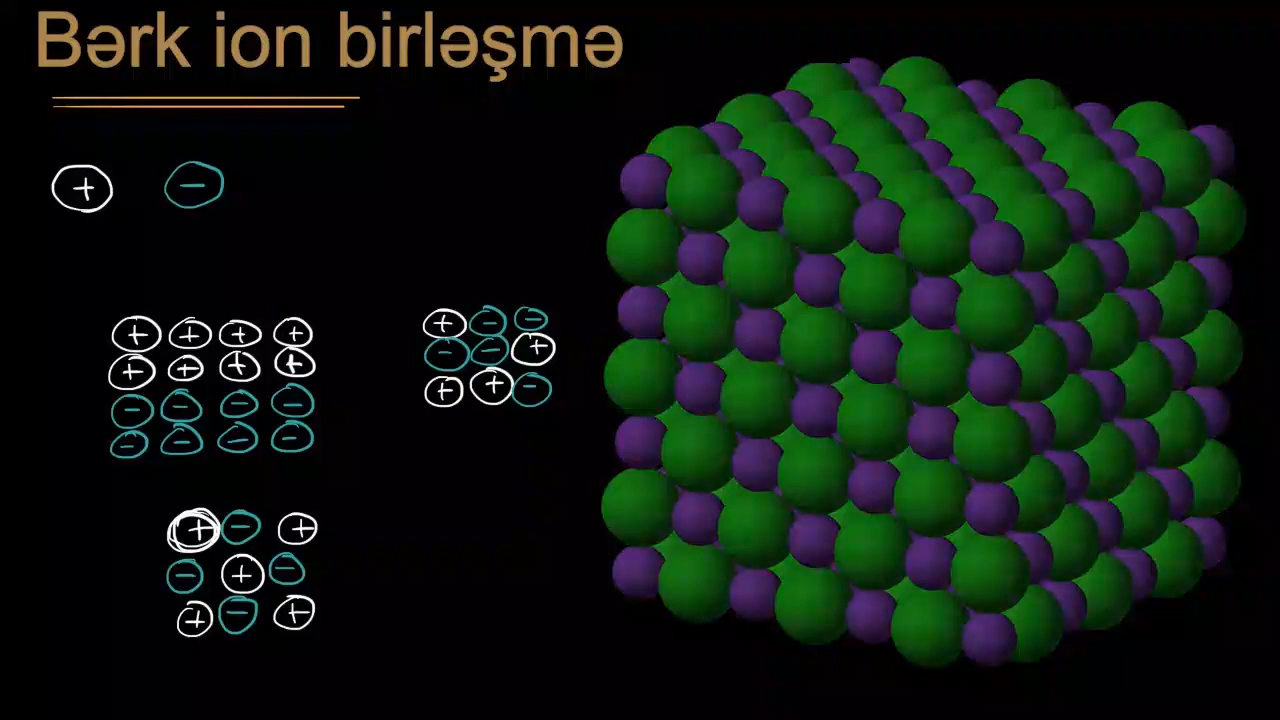 Bərk ion birləşmə
+ -
+ + + +
+ + + +
- - - -
- - - -
+ - -
- - +
+ + -
+ - +
- + -
+ - +